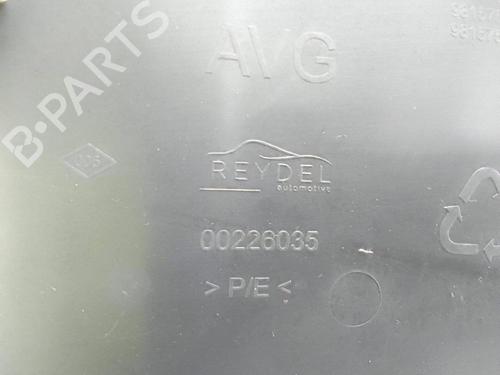 AVG
REYDEL
automotive
00226035
> P/E <
B-PARTS